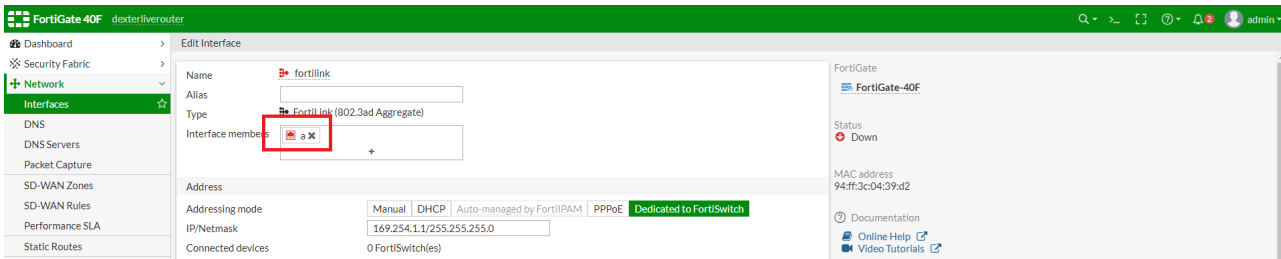 FortiGate 40F dexterliverouter
2 admin
Dashboard
Security Fabric
Network
Interfaces
DNS
DNS Servers
Packet Capture
SD-WAN Zones
SD-WAN Rules
Performance SLA
Static Routes
Edit Interface
Name fortilink
Alias
Type FortiLink (802.3ad Aggregate)
Interface members a
Address
Addressing mode Manual DHCP Auto-managed by FortiIPAM PPPoE Dedicated to FortiSwitch
IP/Netmask 169.254.1.1/255.255.255.0
Connected devices 0 FortiSwitch(es)
FortiGate
FortiGate-40F
Status
Down
MAC address
94:ff:3c:04:39:d2
Documentation
Online Help
Video Tutorials